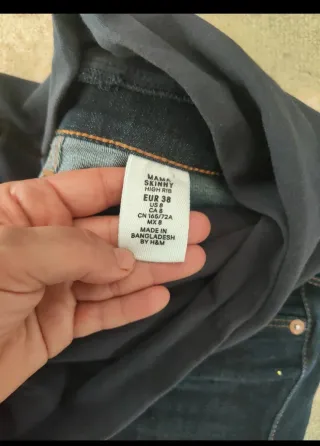 MAMA
SKINNY
HIGH RIB
EUR 38
US 8
CA 8
CN 165/72A
MX 8
MADE IN
BANGLADESH
BY H&M